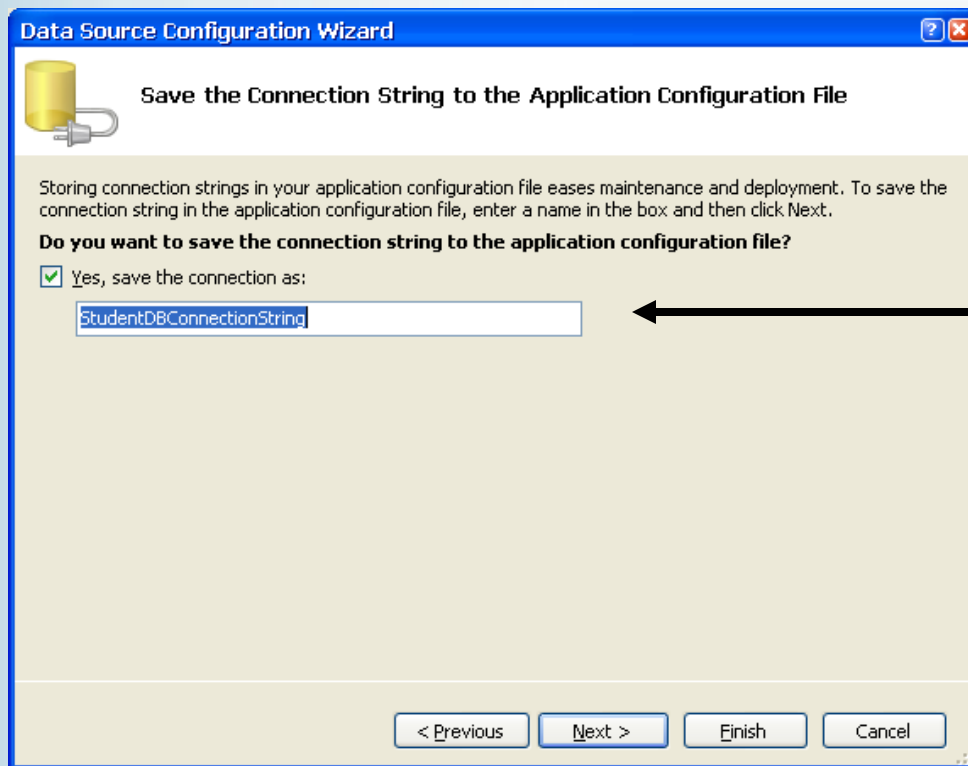 Data Source Configuration Wizard
?
Save the Connection String to the Application Configuration File
Storing connection strings in your application configuration file eases maintenance and deployment. To save the
connection string in the application configuration file, enter a name in the box and then click Next.
Do you want to save the connection string to the application configuration file?
Yes, save the connection as:
StudentDBConnectionString
< Previous Next > Finish Cancel